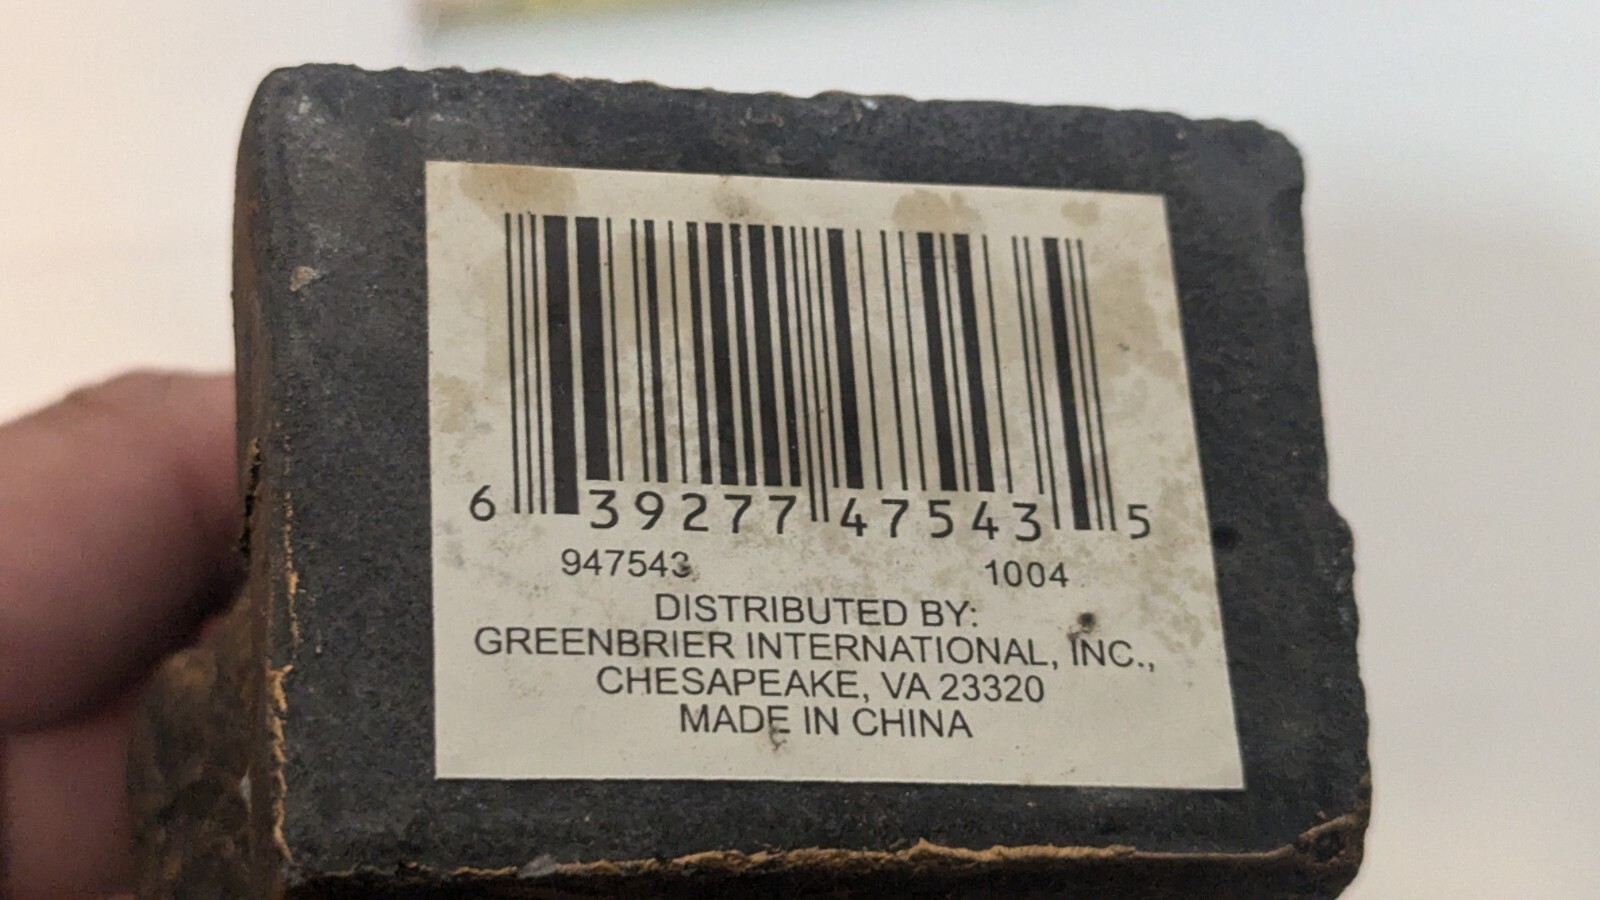 6 39277 47543 5
947543 1004
DISTRIBUTED BY:
GREENBRIER INTERNATIONAL, INC.,
CHESAPEAKE, VA 23320
MADE IN CHINA